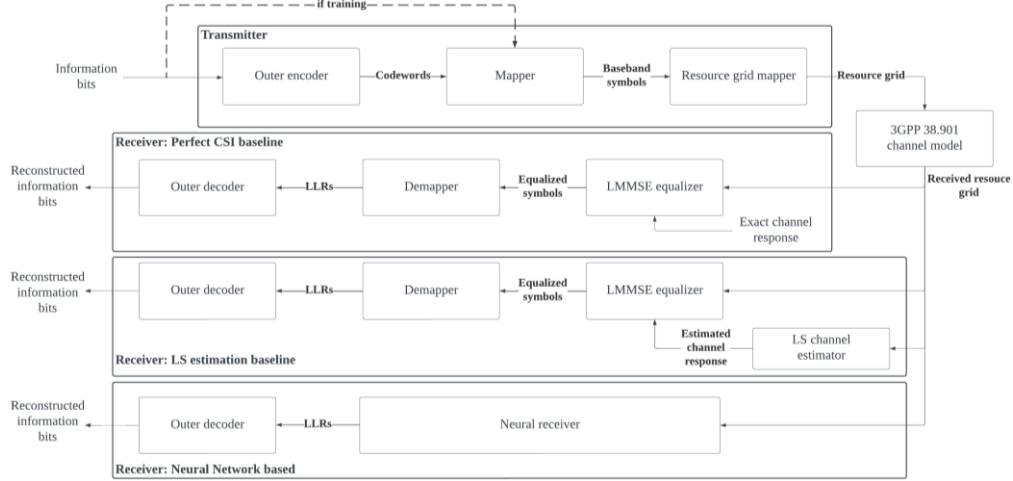 if training
Transmitter
Information
bits
Outer encoder
Codewords
Mapper
Baseband
symbols
Resource grid mapper
Resource grid
3GPP 38.901
channel model
Received resouce
grid
Receiver: Perfect CSI baseline
Reconstructed
information
bits
Outer decoder
LLRs
Demapper
Equalized
symbols
LMMSE equalizer
Exact channel
response
Reconstructed
information
bits
Outer decoder
LLRs
Demapper
Equalized
symbols
LMMSE equalizer
Estimated
channel
response
LS channel
estimator
Receiver: LS estimation baseline
Reconstructed
information
bits
Outer decoder
LLRs
Neural receiver
Receiver: Neural Network based